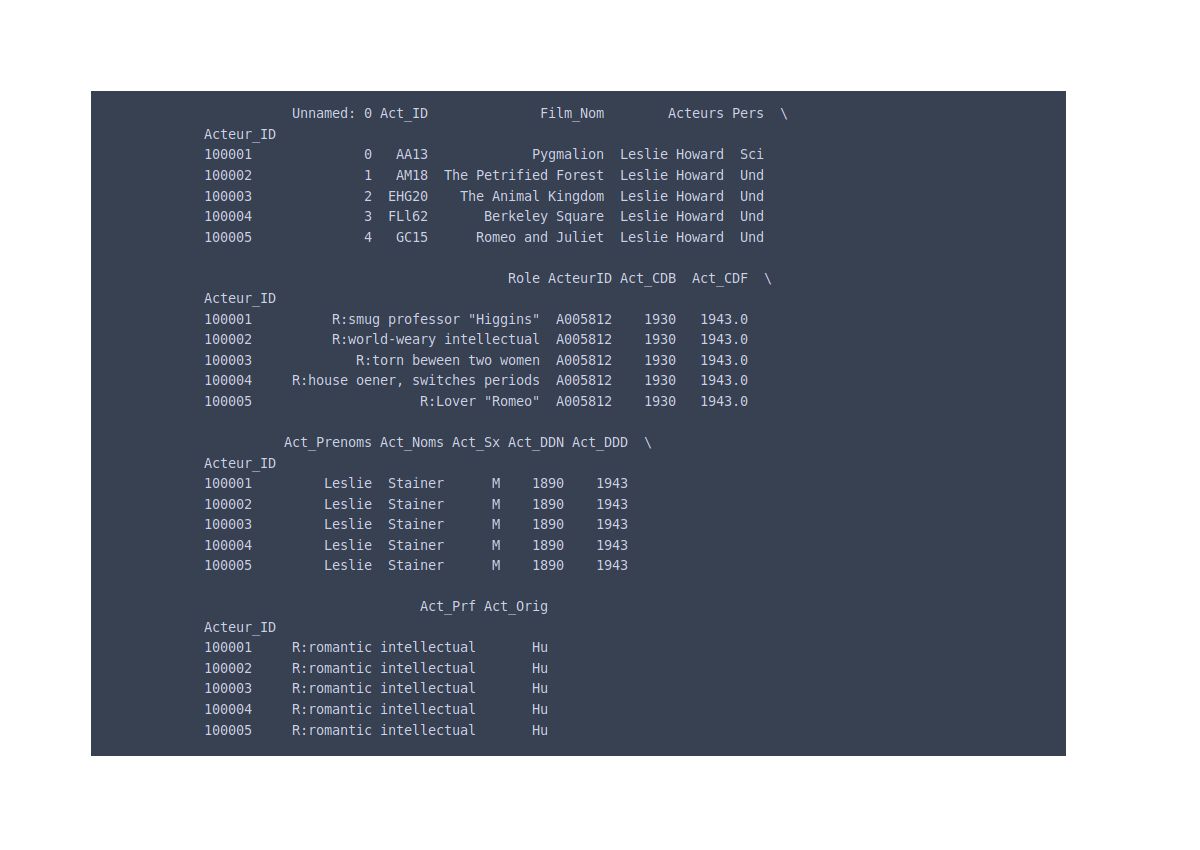 Unnamed: 0 Act_ID Film_Nom Acteurs Pers \
Acteur_ID
100001 0 AA13 Pygmalion Leslie Howard Sci
100002 1 AM18 The Petrified Forest Leslie Howard Und
100003 2 EHG20 The Animal Kingdom Leslie Howard Und
100004 3 FLl62 Berkeley Square Leslie Howard Und
100005 4 GC15 Romeo and Juliet Leslie Howard Und
Role ActeurID Act_CDB Act_CDF \
Acteur_ID
100001 R:smug professor "Higgins" A005812 1930 1943.0
100002 R:world-weary intellectual A005812 1930 1943.0
100003 R:torn beween two women A005812 1930 1943.0
100004 R:house oener, switches periods A005812 1930 1943.0
100005 R:Lover "Romeo" A005812 1930 1943.0
Act_Prenoms Act_Noms Act_Sx Act_DDN Act_DDD \
Acteur_ID
100001 Leslie Stainer M 1890 1943
100002 Leslie Stainer M 1890 1943
100003 Leslie Stainer M 1890 1943
100004 Leslie Stainer M 1890 1943
100005 Leslie Stainer M 1890 1943
Act_Prf Act_Orig
Acteur_ID
100001 R:romantic intellectual Hu
100002 R:romantic intellectual Hu
100003 R:romantic intellectual Hu
100004 R:romantic intellectual Hu
100005 R:romantic intellectual Hu